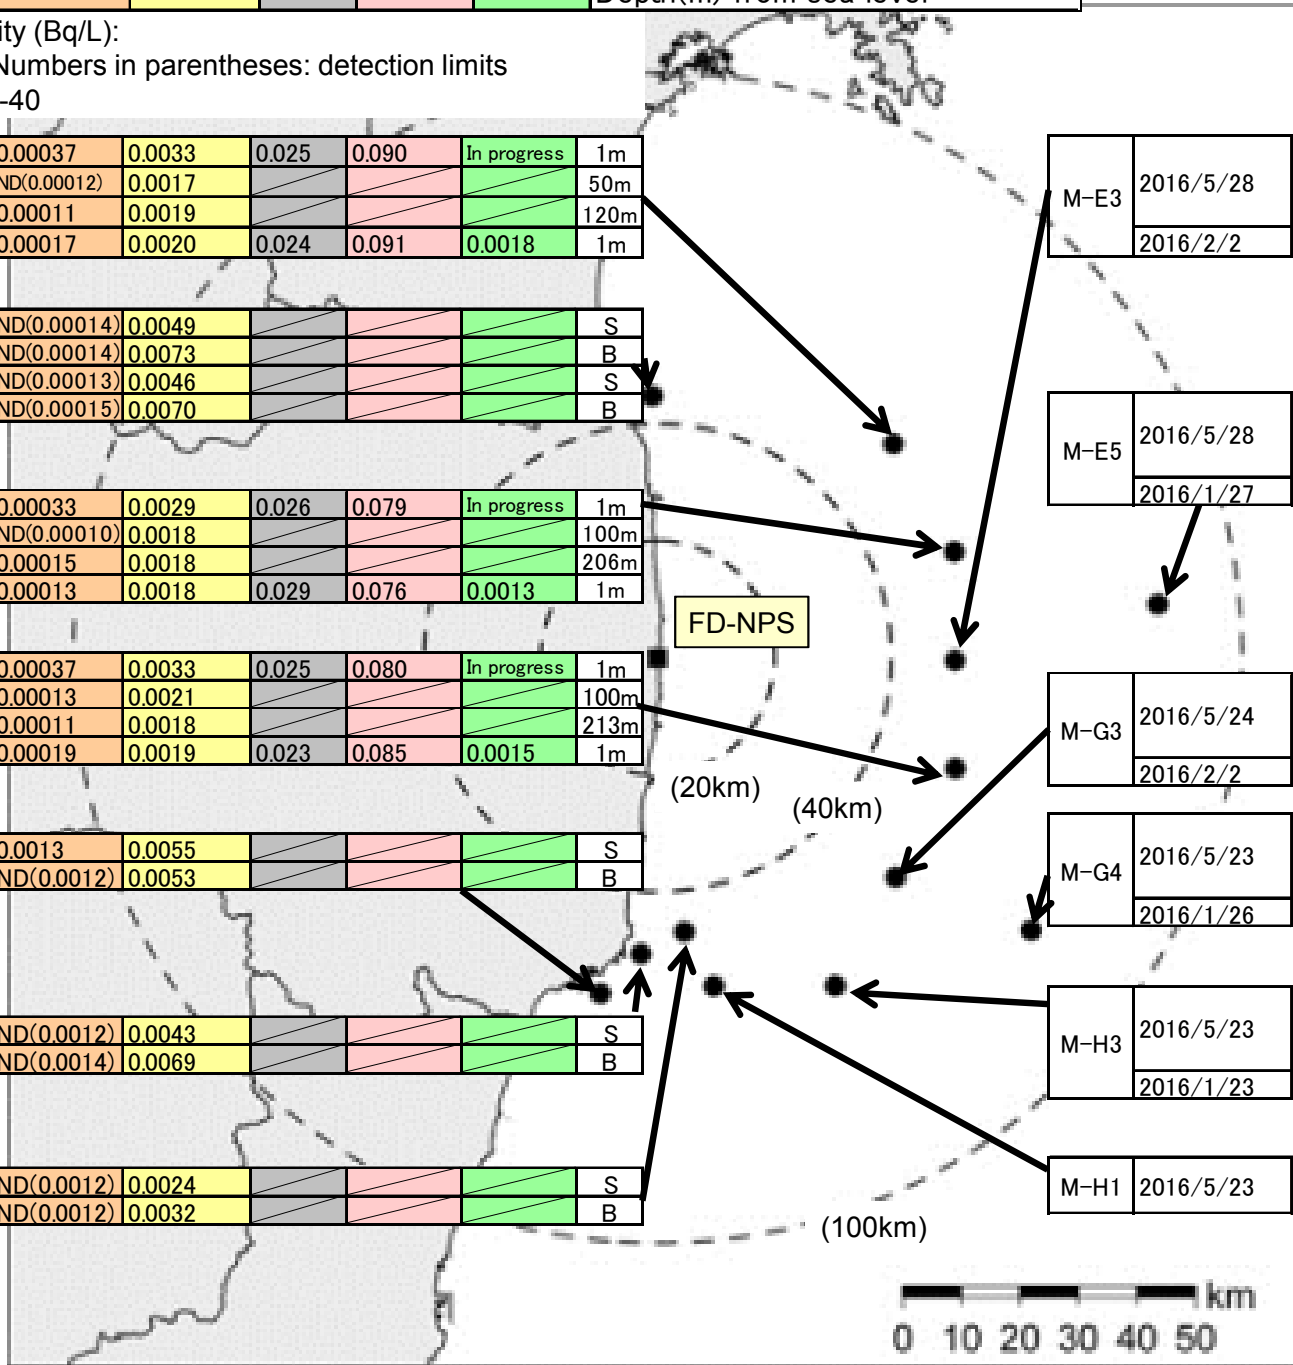 Depth(m) from sea level
ity (Bq/L):
Numbers in parentheses: detection limits
-40
0.00037 0.0033 0.025 0.090 In progress 1m
ND(0.00012) 0.0017 50m
0.00011 0.0019 120m
0.00017 0.0020 0.024 0.091 0.0018 1m
M-E3 2016/5/28
2016/2/2
ND(0.00014) 0.0049 S
ND(0.00014) 0.0073 B
ND(0.00013) 0.0046 S
ND(0.00015) 0.0070 B
M-E5 2016/5/28
2016/1/27
0.00033 0.0029 0.026 0.079 In progress 1m
ND(0.00010) 0.0018 100m
0.00015 0.0018 206m
0.00013 0.0018 0.029 0.076 0.0013 1m
FD-NPS
0.00037 0.0033 0.025 0.080 In progress 1m
0.00013 0.0021 100m
0.00011 0.0018 213m
0.00019 0.0019 0.023 0.085 0.0015 1m
M-G3 2016/5/24
2016/2/2
(20km)
(40km)
0.0013 0.0055 S
ND(0.0012) 0.0053 B
M-G4 2016/5/23
2016/1/26
ND(0.0012) 0.0043 S
ND(0.0014) 0.0069 B
M-H3 2016/5/23
2016/1/23
ND(0.0012) 0.0024 S
ND(0.0012) 0.0032 B
M-H1 2016/5/23
(100km)
km
0 10 20 30 40 50